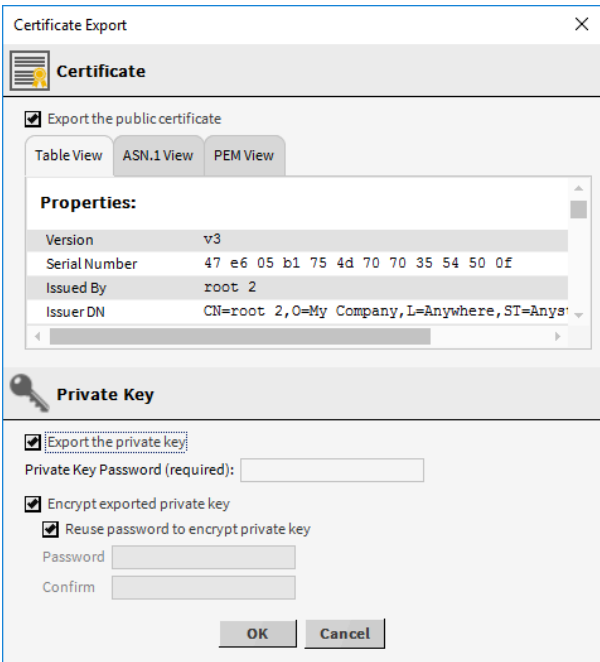 Certificate Export
Certificate
Export the public certificate
Table View ASN.1 View PEM View
Properties:
Version v3
Serial Number 47 e6 05 b1 75 4d 70 70 35 54 50 0f
Issued By root 2
Issuer DN CN=root 2,O=My Company,L=Anywhere,ST=Anys
Private Key
Export the private key
Private Key Password (required):
Encrypt exported private key
Reuse password to encrypt private key
Password
Confirm
OK Cancel